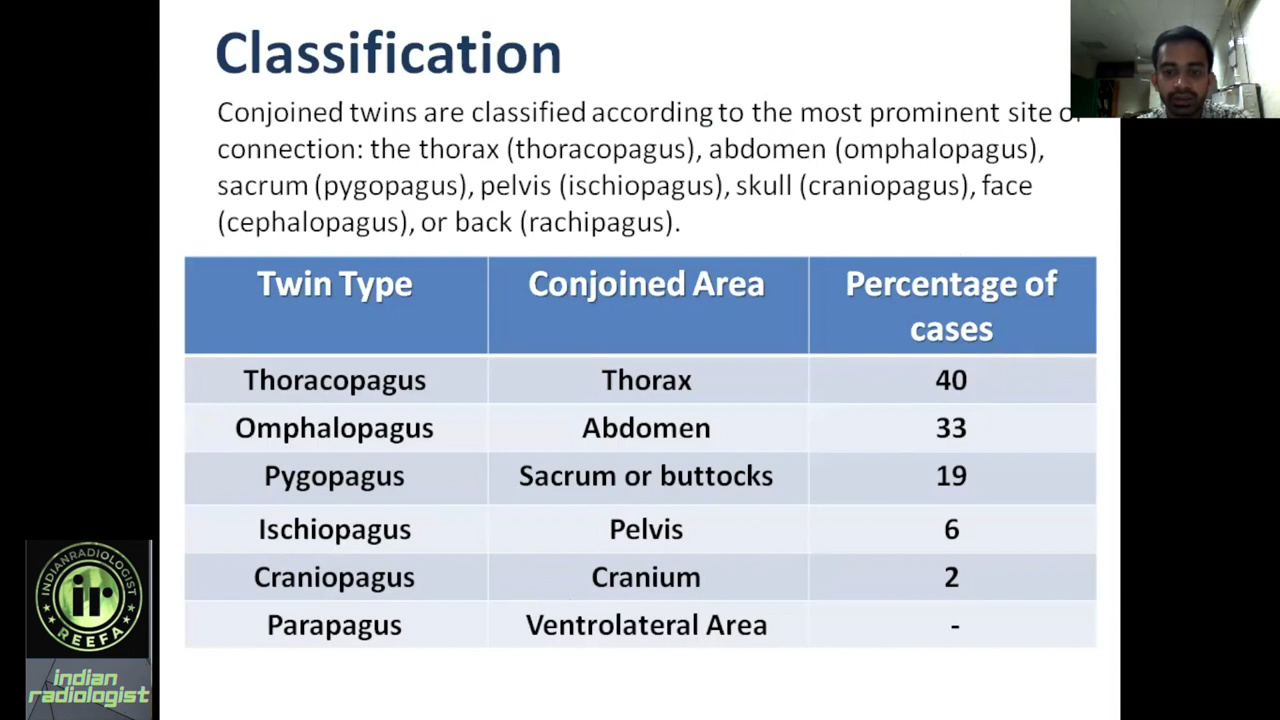 Classification
Conjoined twins are classified according to the most prominent site
connection: the thorax (thoracopagus), abdomen (omphalopagus),
sacrum (pygopagus), pelvis (ischiopagus), skull (craniopagus), face
(cephalopagus), or back (rachipagus).
Twin Type Conjoined Area Percentage of
cases
Thoracopagus Thorax 40
Omphalopagus Abdomen 33
Pygopagus Sacrum or buttocks 19
Ischiopagus Pelvis 6
Craniopagus Cranium 2
Parapagus Ventrolateral Area -
INDIANRADIOLOGIST
ir
REEFA
indian
radiologist